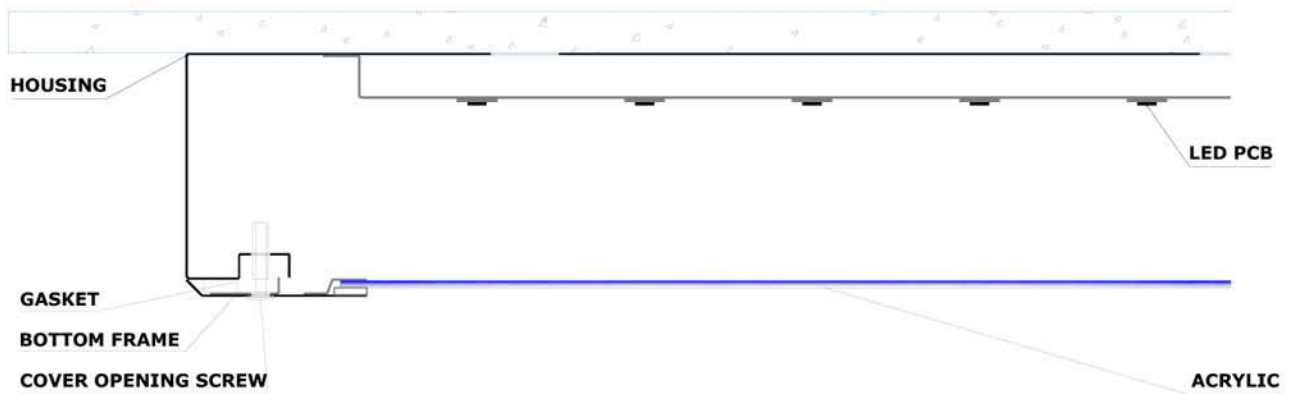 HOUSING
LED PCB
GASKET
BOTTOM FRAME
COVER OPENING SCREW
ACRYLIC